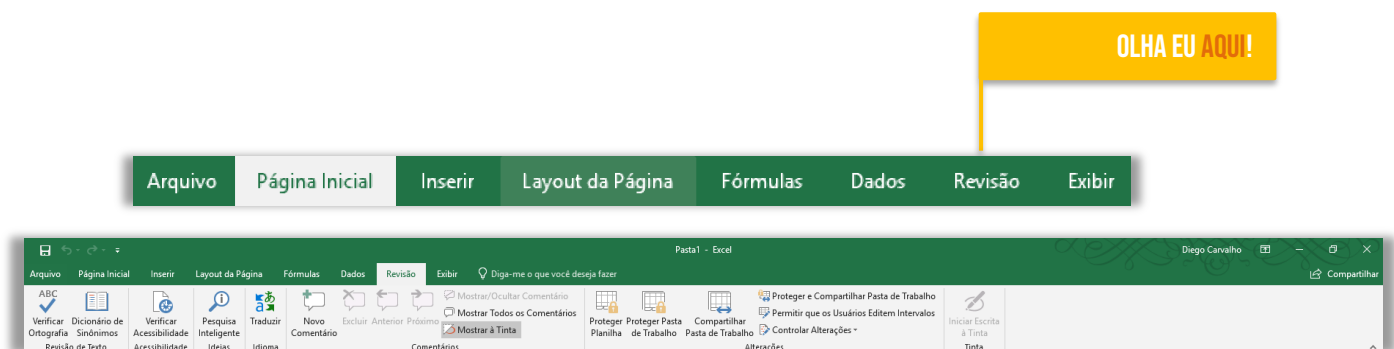 OLHA EU AQUI!
Arquivo Página Inicial Inserir Layout da Página Fórmulas Dados Revisão Exibir
Pasta1 - Excel Diego Carvalho
Arquivo Página Inicial Inserir Layout da Página Fórmulas Dados Revisão Exibir Diga-me o que você deseja fazer Compartilhar
ABC
Verificar Ortografia
Dicionário de Sinônimos
Verificar Acessibilidade
Pesquisa Inteligente
Traduzir
Novo Comentário
Excluir Anterior Próximo
Mostrar/Ocultar Comentário
Mostrar Todos os Comentários
Mostrar à Tinta
Proteger Planilha
Proteger Pasta de Trabalho
Compartilhar Pasta de Trabalho
Proteger e Compartilhar Pasta de Trabalho
Permitir que os Usuários Editem Intervalos
Controlar Alterações
Iniciar Escrita à Tinta
Revisão de Texto Acessibilidade Ideias Idioma Comentários Alterações Tinta